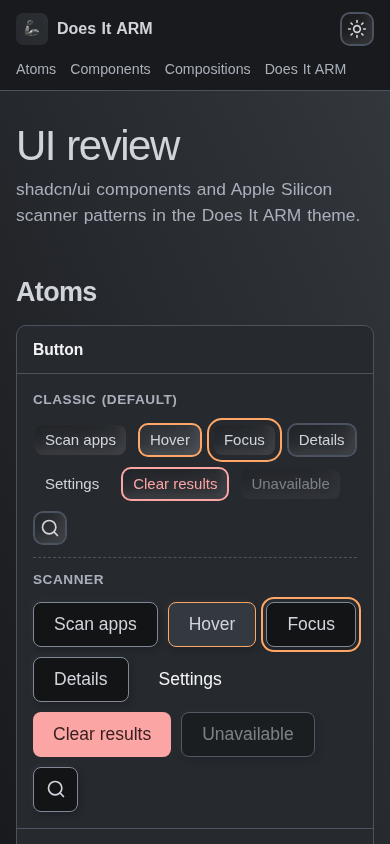 Does It ARM
Atoms Components Compositions Does It ARM
UI review
shadcn/ui components and Apple Silicon
scanner patterns in the Does It ARM theme.
Atoms
Button
CLASSIC (DEFAULT)
Scan apps Hover Focus Details
Settings Clear results Unavailable
SCANNER
Scan apps Hover Focus
Details Settings
Clear results Unavailable